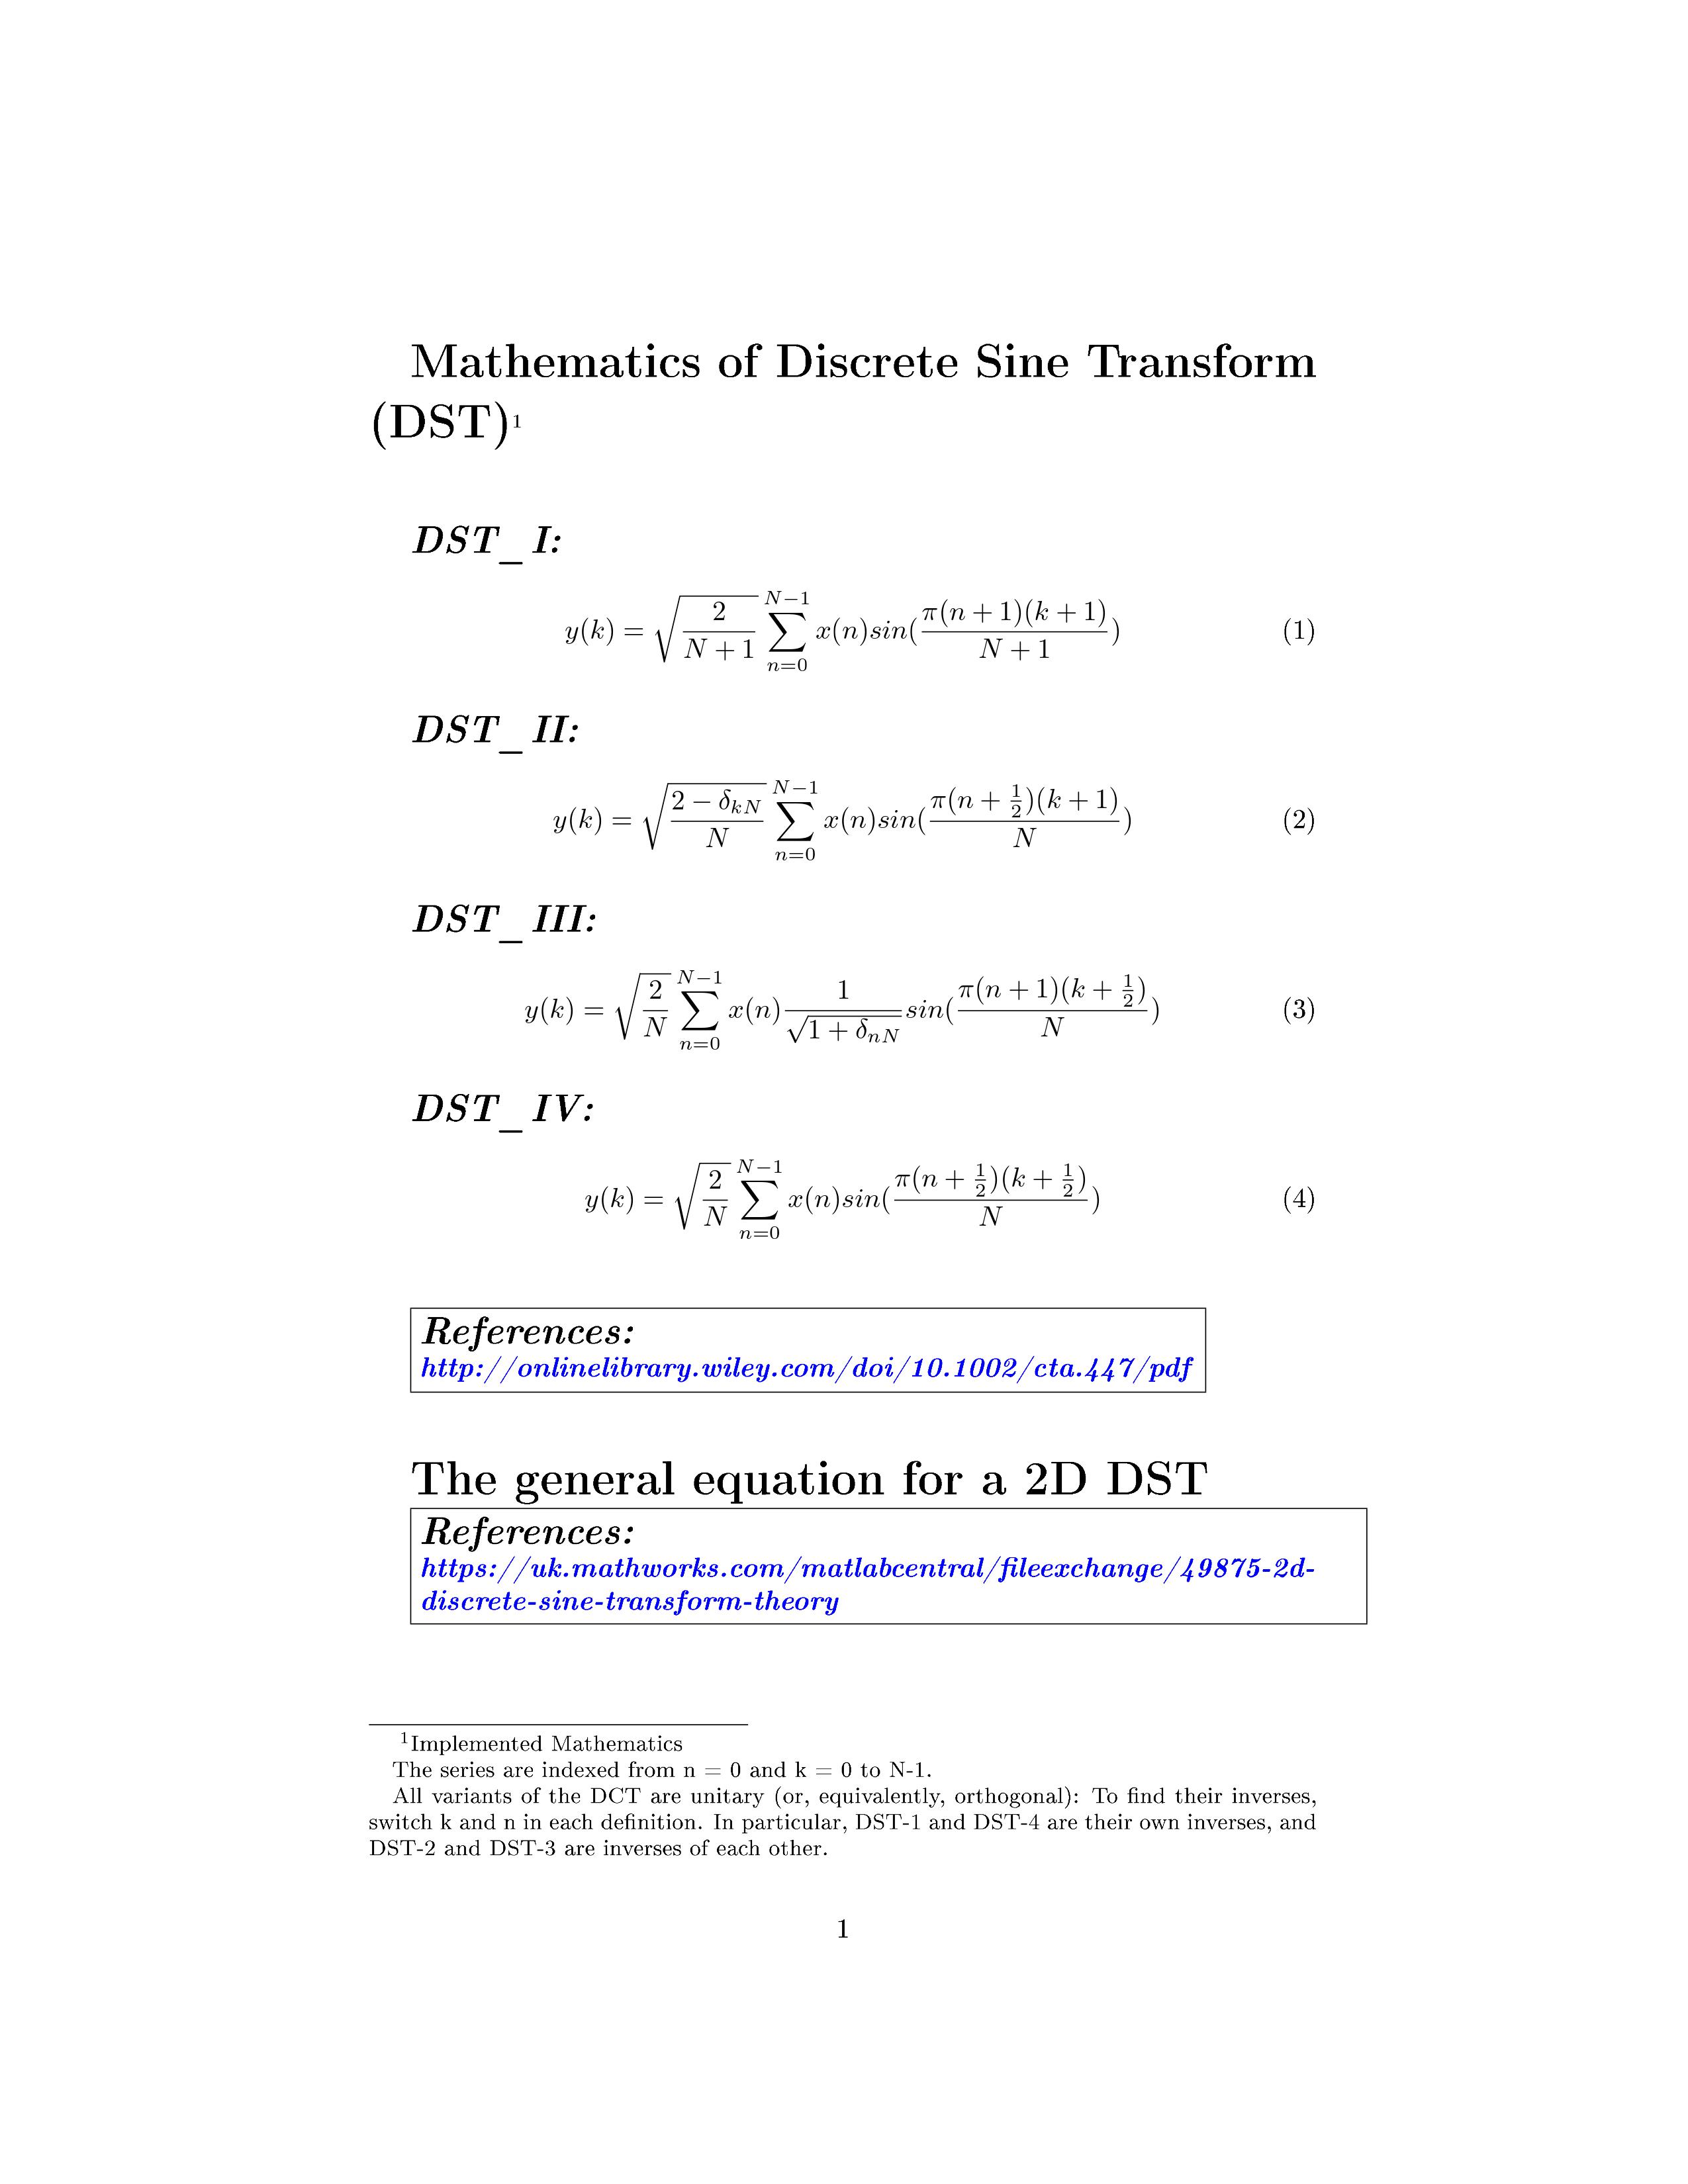 Mathematics of Discrete Sine Transform
(DST)¹
DST_I:
y(k) = \sqrt{\frac{2}{N+1}} \sum_{n=0}^{N-1} x(n)sin(\frac{\pi(n+1)(k+1)}{N+1}) (1)
DST_II:
y(k) = \sqrt{\frac{2-\delta_{kN}}{N}} \sum_{n=0}^{N-1} x(n)sin(\frac{\pi(n+\frac{1}{2})(k+1)}{N}) (2)
DST_III:
y(k) = \sqrt{\frac{2}{N}} \sum_{n=0}^{N-1} x(n)\frac{1}{\sqrt{1+\delta_{nN}}}sin(\frac{\pi(n+1)(k+\frac{1}{2})}{N}) (3)
DST_IV:
y(k) = \sqrt{\frac{2}{N}} \sum_{n=0}^{N-1} x(n)sin(\frac{\pi(n+\frac{1}{2})(k+\frac{1}{2})}{N}) (4)
References:
http://onlinelibrary.wiley.com/doi/10.1002/cta.447/pdf
The general equation for a 2D DST
References:
https://uk.mathworks.com/matlabcentral/fileexchange/49875-2d-
discrete-sine-transform-theory
¹Implemented Mathematics
The series are indexed from n = 0 and k = 0 to N-1.
All variants of the DCT are unitary (or, equivalently, orthogonal): To find their inverses,
switch k and n in each definition. In particular, DST-1 and DST-4 are their own inverses, and
DST-2 and DST-3 are inverses of each other.
1